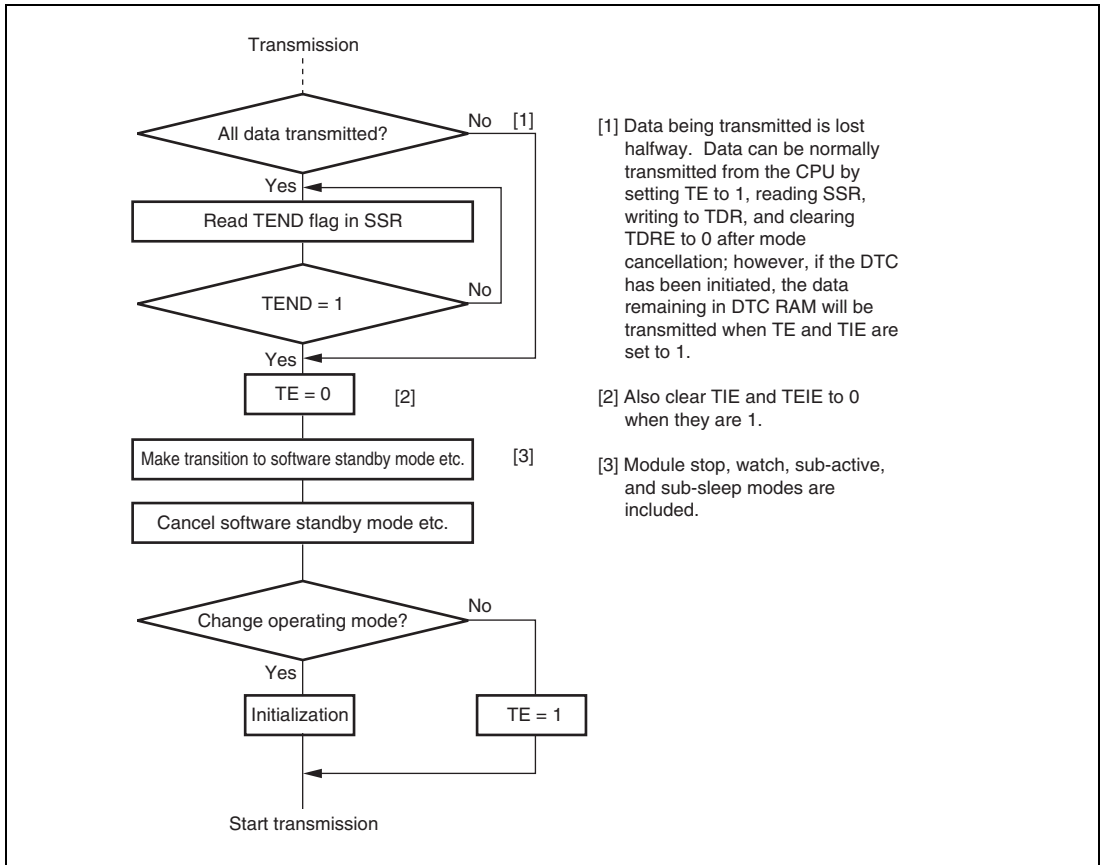 Transmission
All data transmitted?
No [1]
Yes
Read TEND flag in SSR
TEND = 1
No
Yes
TE = 0
[2]
Make transition to software standby mode etc.
[3]
Cancel software standby mode etc.
Change operating mode?
No
Yes
Initialization
TE = 1
Start transmission
[1] Data being transmitted is lost
halfway. Data can be normally
transmitted from the CPU by
setting TE to 1, reading SSR,
writing to TDR, and clearing
TDRE to 0 after mode
cancellation; however, if the DTC
has been initiated, the data
remaining in DTC RAM will be
transmitted when TE and TIE are
set to 1.
[2] Also clear TIE and TEIE to 0
when they are 1.
[3] Module stop, watch, sub-active,
and sub-sleep modes are
included.